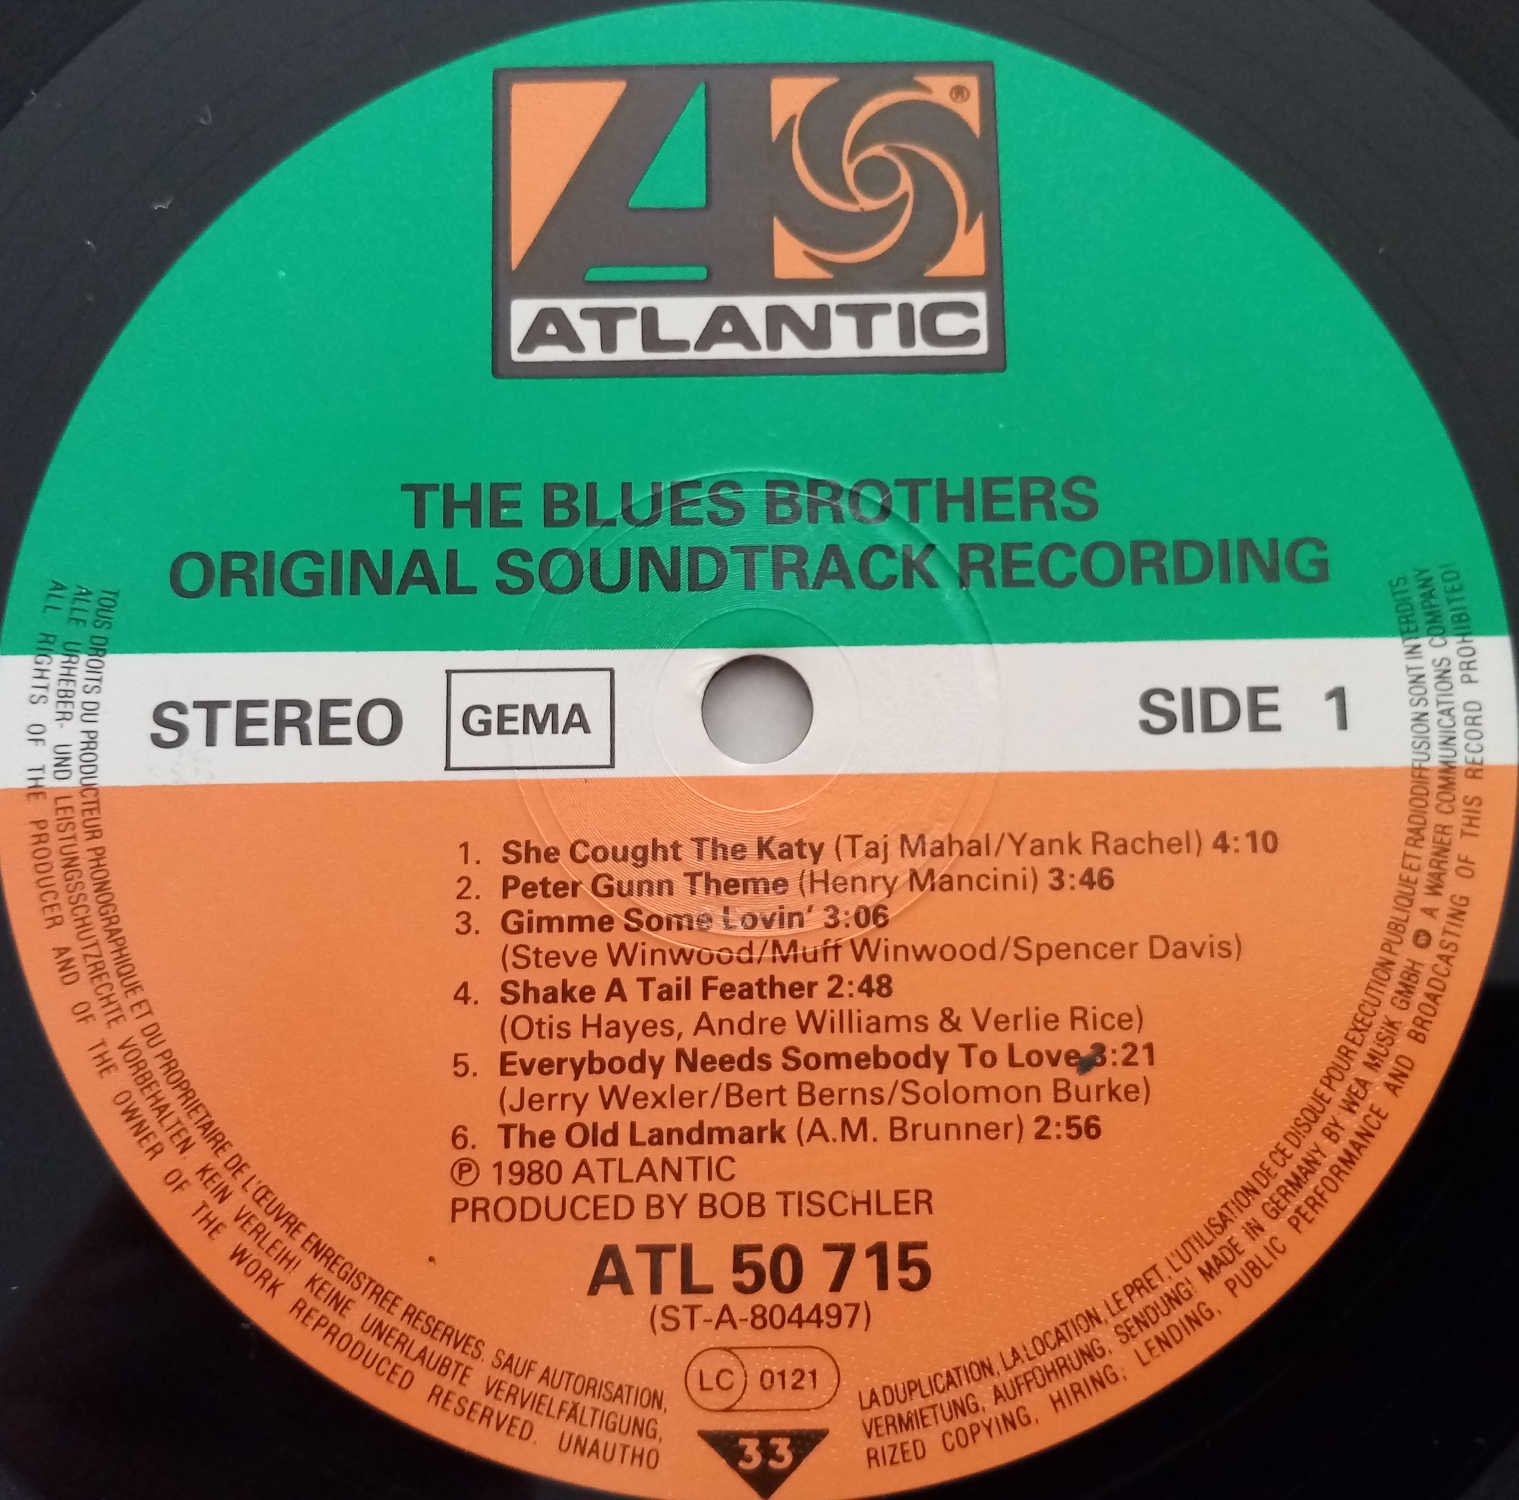 ®
ATLANTIC
THE BLUES BROTHERS
ORIGINAL SOUNDTRACK RECORDING
STEREO GEMA SIDE 1
1. She Cought The Katy (Taj Mahal/Yank Rachel) 4:10
2. Peter Gunn Theme (Henry Mancini) 3:46
3. Gimme Some Lovin' 3:06
(Steve Winwood/Muff Winwood/Spencer Davis)
4. Shake A Tail Feather 2:48
(Otis Hayes, Andre Williams & Verlie Rice)
5. Everybody Needs Somebody To Love 3:21
(Jerry Wexler/Bert Berns/Solomon Burke)
6. The Old Landmark (A.M. Brunner) 2:56
℗ 1980 ATLANTIC
PRODUCED BY BOB TISCHLER
ATL 50 715
(ST-A-804497)
LC 0121
33
TOUS DROITS DU PRODUCTEUR PHONOGRAPHIQUE ET DU PROPRIETAIRE DE L'ŒUVRE ENREGISTREE RESERVES. SAUF AUTORISATION, LA DUPLICATION, LA LOCATION, LE PRET, L'UTILISATION DE CE DISQUE POUR EXECUTION PUBLIQUE ET RADIODIFFUSION SONT INTERDITS
ALLE URHEBER- UND LEISTUNGSSCHUTZRECHTE VORBEHALTEN KEIN VERLEIH! KEINE UNERLAUBTE VERVIELFÄLTIGUNG, VERMIETUNG, AUFFÜHRUNG, SENDUNG! MADE IN GERMANY BY WEA MUSIK GMBH A WARNER COMMUNICATIONS COMPANY
ALL RIGHTS OF THE PRODUCER AND OF THE OWNER OF THE WORK REPRODUCED RESERVED. UNAUTHORIZED COPYING, HIRING, LENDING, PUBLIC PERFORMANCE AND BROADCASTING OF THIS RECORD PROHIBITED!